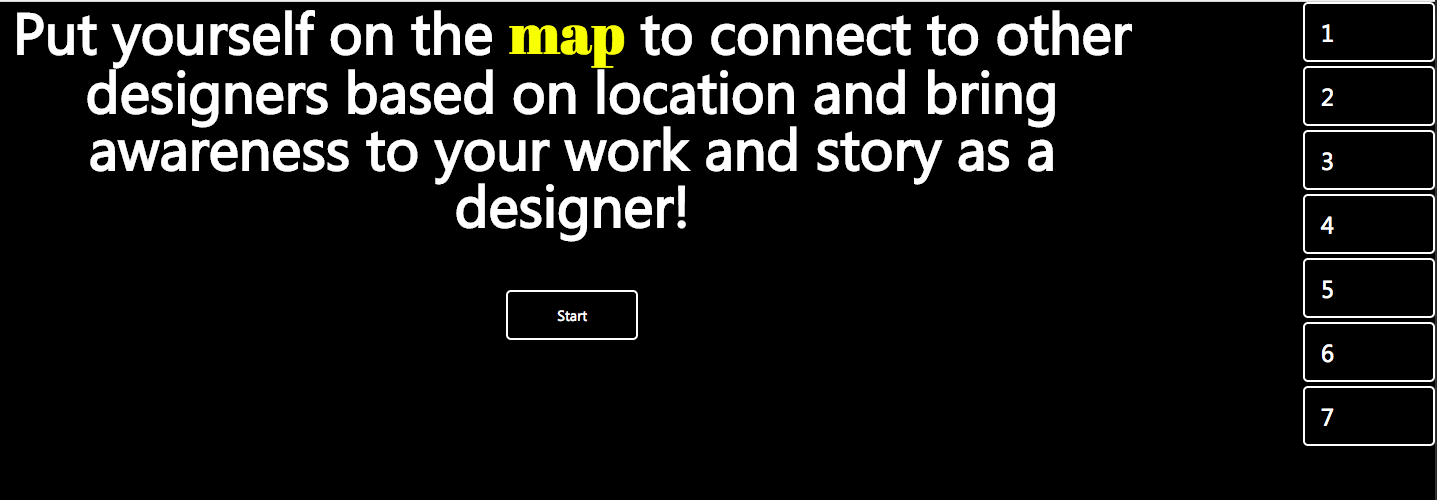 Put yourself on the map to connect to other
designers based on location and bring
awareness to your work and story as a
designer!
Start
1
2
3
4
5
6
7